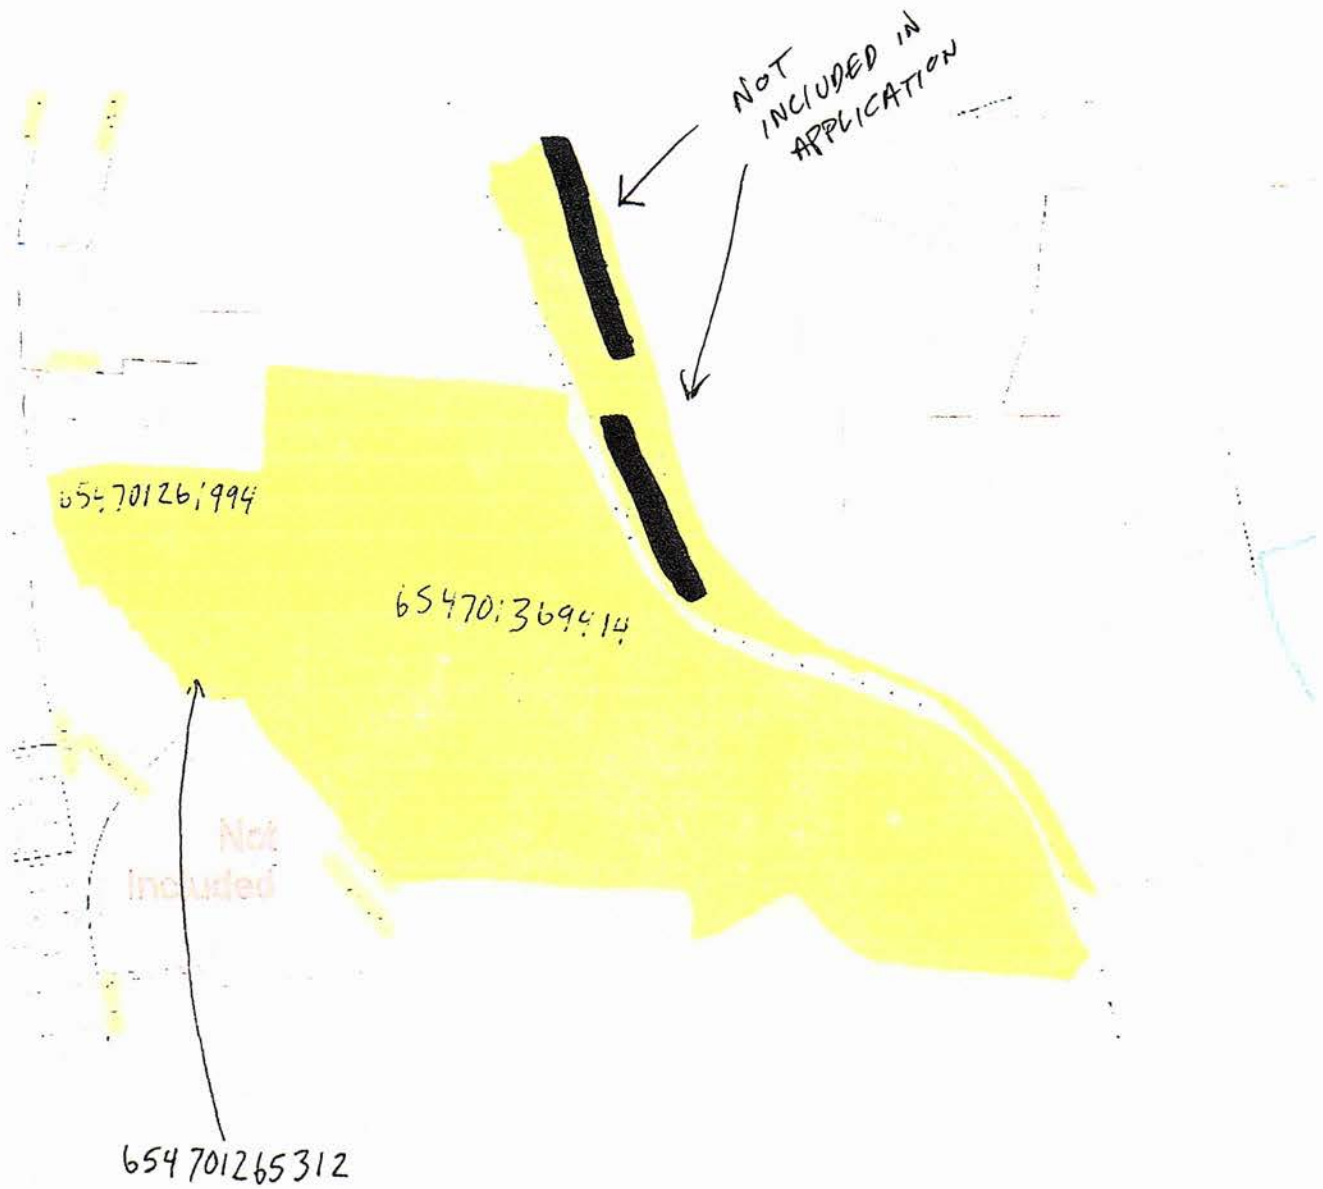 NOT
INCLUDED IN
APPLICATION
654701261994
654701369414
Not
Included
654701265312